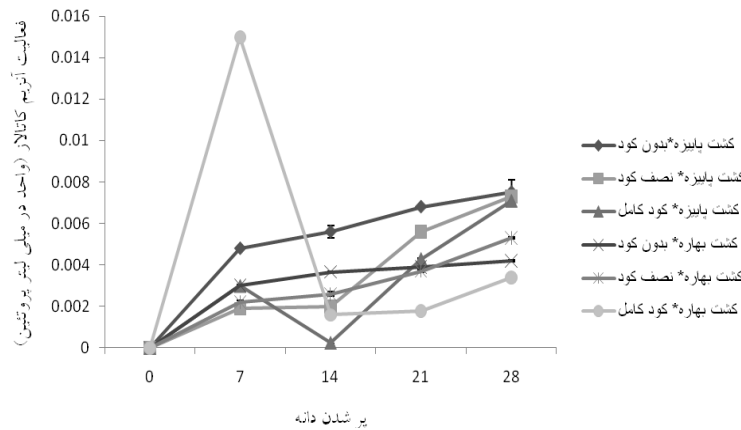 فعالیت آنزیم کاتالاز (واحد در میلی لیتر پروتئین)
0.016
0.014
0.012
0.01
0.008
0.006
0.004
0.002
0
0 7 14 21 28
پر شدن دانه
کشت پاییزه*بدون کود
کشت پاییزه* نصف کود
کشت پاییزه* کود کامل
کشت بهاره* بدون کود
کشت بهاره* نصف کود
کشت بهاره* کود کامل